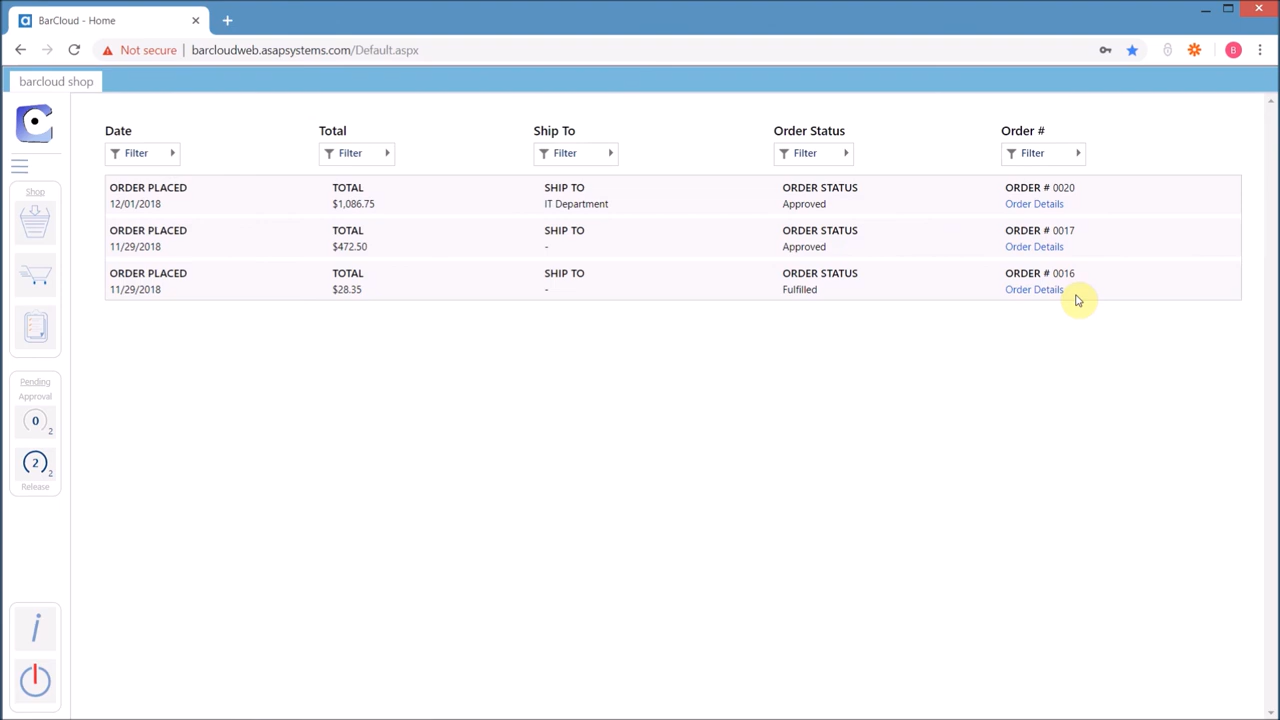 BarCloud - Home
Not secure | barcloudweb.asapsystems.com/Default.aspx
B
barcloud shop
Date Total Ship To Order Status Order #
Filter Filter Filter Filter Filter
ORDER PLACED TOTAL SHIP TO ORDER STATUS ORDER # 0020
12/01/2018 $1,086.75 IT Department Approved Order Details
ORDER PLACED TOTAL SHIP TO ORDER STATUS ORDER # 0017
11/29/2018 $472.50 - Approved Order Details
ORDER PLACED TOTAL SHIP TO ORDER STATUS ORDER # 0016
11/29/2018 $28.35 - Fulfilled Order Details
Shop
Pending
Approval
0 2
2 2
Release
i